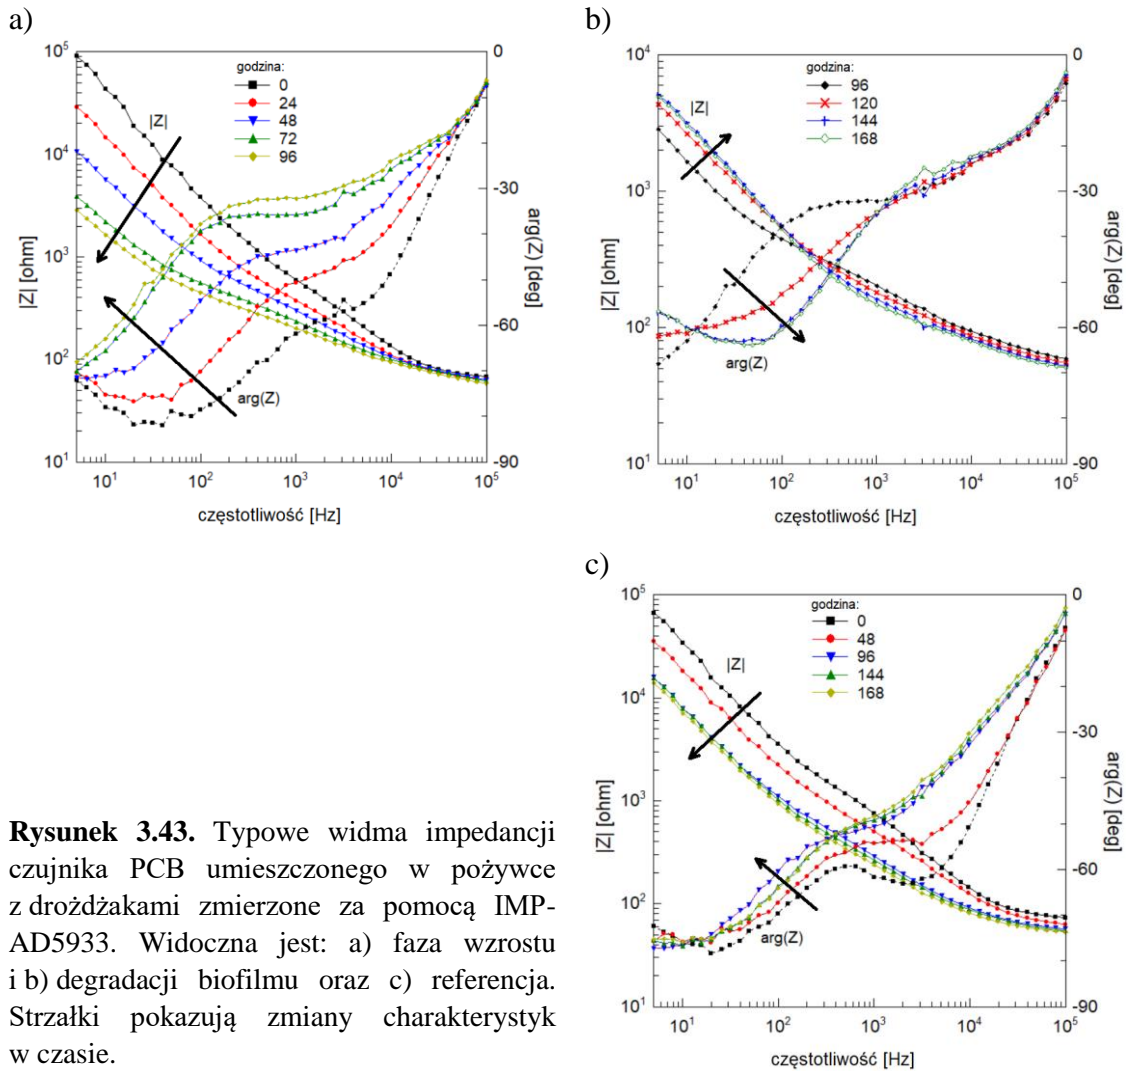 a)
10⁵
10⁴
10³
10²
10¹
|Z| [ohm]
godzina:
0
24
48
72
96
|Z|
arg(Z)
0
-30
-60
-90
arg(Z) [deg]
10¹ 10² 10³ 10⁴ 10⁵
częstotliwość [Hz]
b)
10⁴
10³
10²
10¹
|Z| [ohm]
godzina:
96
120
144
168
|Z|
arg(Z)
0
-30
-60
-90
arg(Z) [deg]
10¹ 10² 10³ 10⁴ 10⁵
częstotliwość [Hz]
c)
10⁵
10⁴
10³
10²
10¹
|Z| [ohm]
godzina:
0
48
96
144
168
|Z|
arg(Z)
0
-30
-60
-90
arg(Z) [deg]
10¹ 10² 10³ 10⁴ 10⁵
częstotliwość [Hz]
Rysunek 3.43. Typowe widma impedancji
czujnika PCB umieszczonego w pożywce
z drożdżakami zmierzone za pomocą IMP-
AD5933. Widoczna jest: a) faza wzrostu
i b) degradacji biofilmu oraz c) referencja.
Strzałki pokazują zmiany charakterystyk
w czasie.